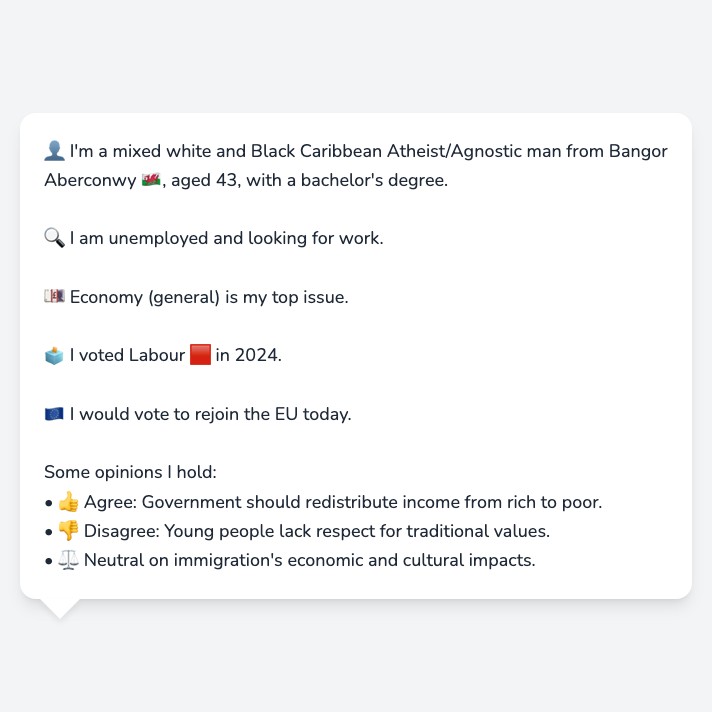 👤 I'm a mixed white and Black Caribbean Atheist/Agnostic man from Bangor
Aberconwy 🏴󠁧󠁢󠁷󠁬󠁳󠁿, aged 43, with a bachelor's degree.
🔍 I am unemployed and looking for work.
💷 Economy (general) is my top issue.
🗳️ I voted Labour 🟥 in 2024.
🇪🇺 I would vote to rejoin the EU today.
Some opinions I hold:
• 👍 Agree: Government should redistribute income from rich to poor.
• 👎 Disagree: Young people lack respect for traditional values.
• ⚖️ Neutral on immigration's economic and cultural impacts.